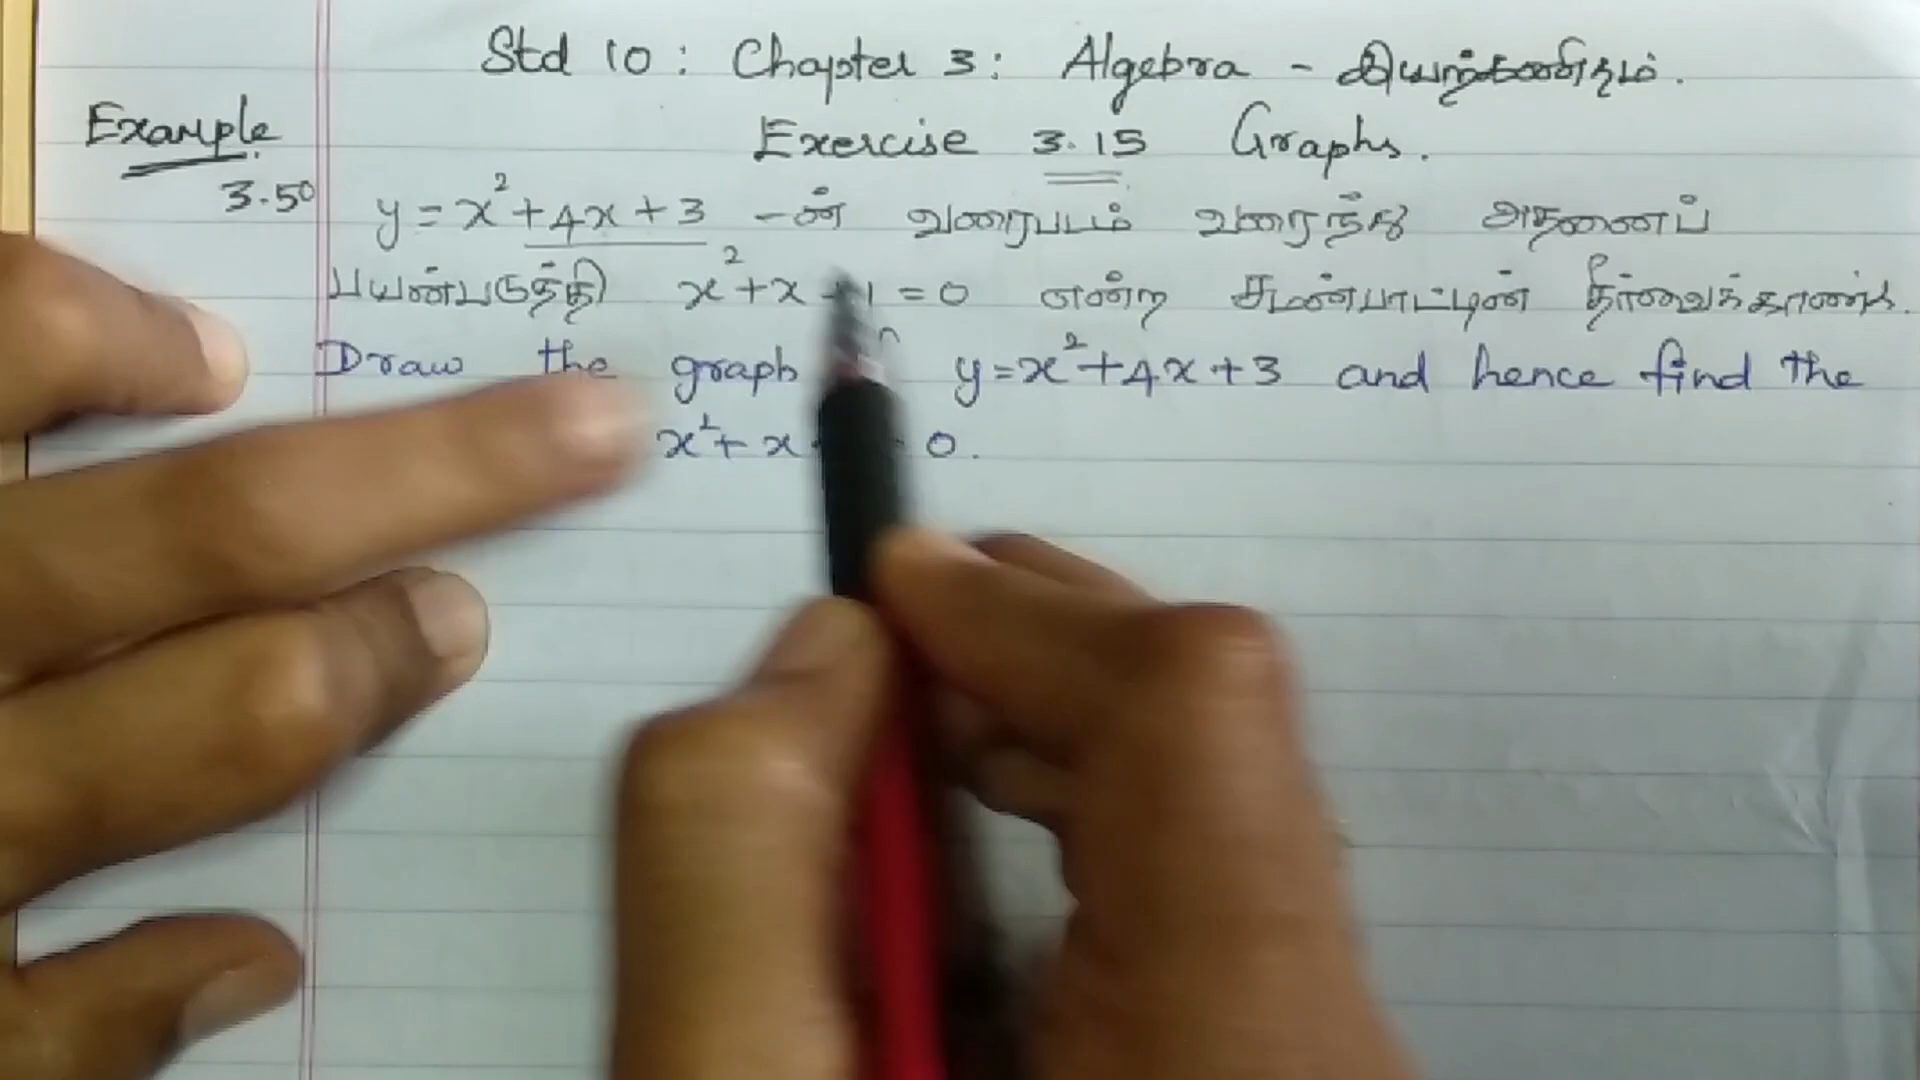 Std 10 : Chapter 3 : Algebra - இயற்கணிதம்.
Example
3.50
Exercise 3.15 Graphs.
y = x² + 4x + 3 -ன் வரைபடம் வரைந்து அதனைப்
பயன்படுத்தி x² + x + 1 = 0 என்ற சமன்பாட்டின் தீர்வைக்காண்க.
Draw the graph y = x² + 4x + 3 and hence find the
x² + x 0.